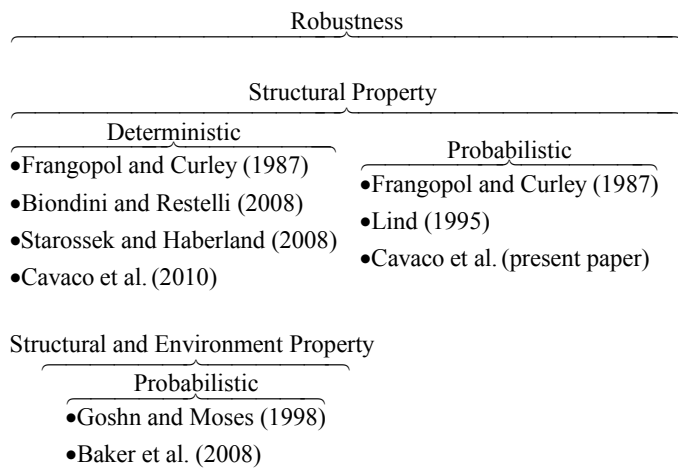 Robustness
Structural Property
Deterministic
•Frangopol and Curley (1987)
•Biondini and Restelli (2008)
•Starossek and Haberland (2008)
•Cavaco et al. (2010)
Probabilistic
•Frangopol and Curley (1987)
•Lind (1995)
•Cavaco et al. (present paper)
Structural and Environment Property
Probabilistic
•Goshn and Moses (1998)
•Baker et al. (2008)